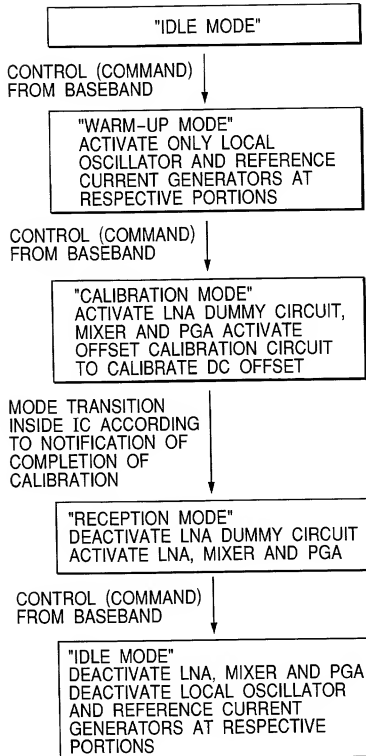 "IDLE MODE"
CONTROL (COMMAND)
FROM BASEBAND
"WARM-UP MODE"
ACTIVATE ONLY LOCAL
OSCILLATOR AND REFERENCE
CURRENT GENERATORS AT
RESPECTIVE PORTIONS
CONTROL (COMMAND)
FROM BASEBAND
"CALIBRATION MODE"
ACTIVATE LNA DUMMY CIRCUIT,
MIXER AND PGA ACTIVATE
OFFSET CALIBRATION CIRCUIT
TO CALIBRATE DC OFFSET
MODE TRANSITION
INSIDE IC ACCORDING
TO NOTIFICATION OF
COMPLETION OF
CALIBRATION
"RECEPTION MODE"
DEACTIVATE LNA DUMMY CIRCUIT
ACTIVATE LNA, MIXER AND PGA
CONTROL (COMMAND)
FROM BASEBAND
"IDLE MODE"
DEACTIVATE LNA, MIXER AND PGA
DEACTIVATE LOCAL OSCILLATOR
AND REFERENCE CURRENT
GENERATORS AT RESPECTIVE
PORTIONS